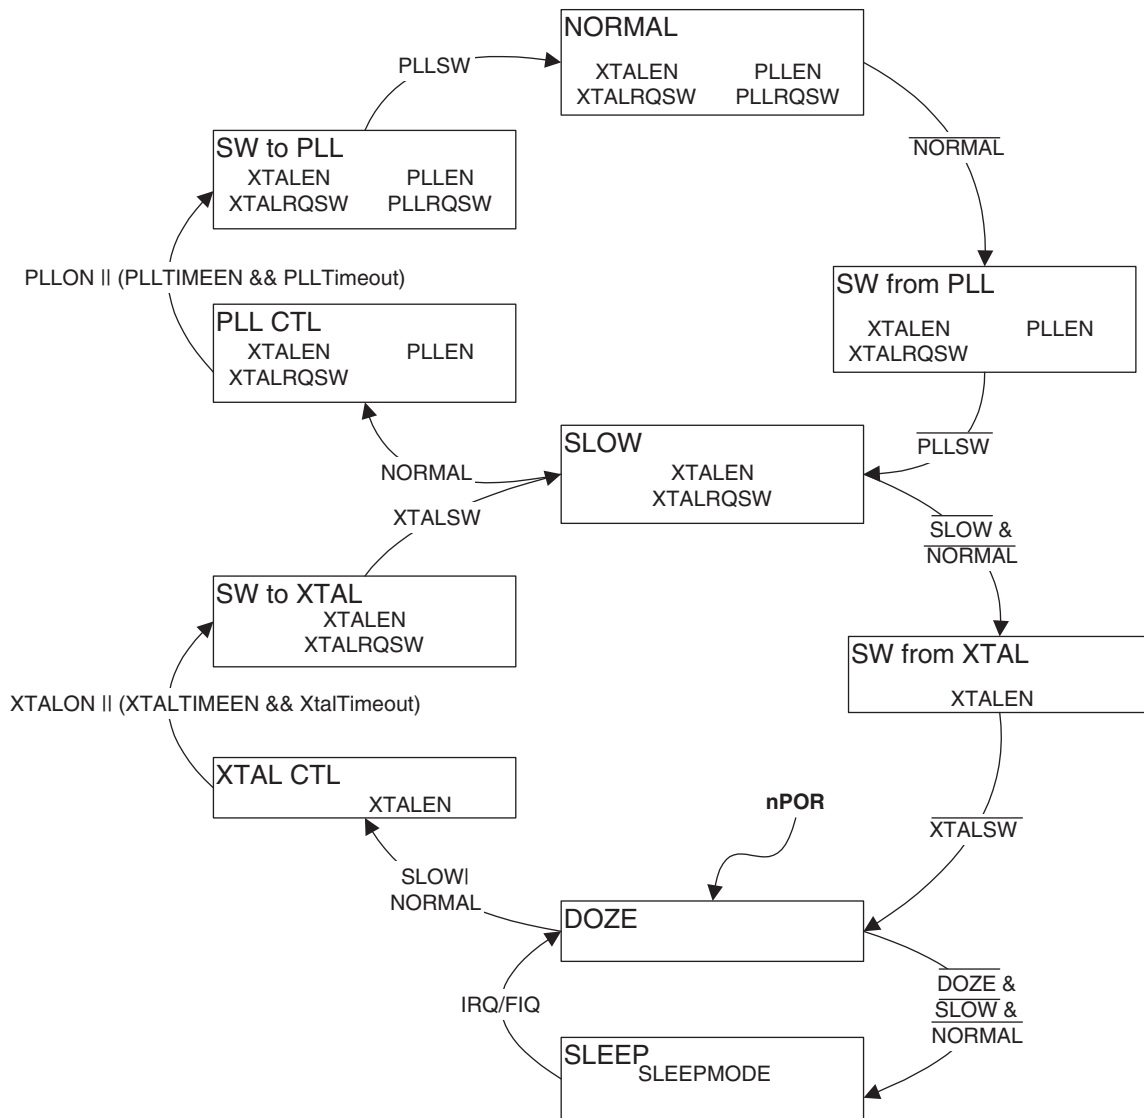 NORMAL
XTALEN PLLEN
XTALRQSW PLLRQSW
PLLSW
SW to PLL
XTALEN PLLEN
XTALRQSW PLLRQSW
NORMAL
PLLON || (PLLTIMEEN && PLLTimeout)
SW from PLL
XTALEN PLLEN
XTALRQSW
PLL CTL
XTALEN PLLEN
XTALRQSW
PLLSW
SLOW
XTALEN
XTALRQSW
NORMAL
XTALSW
SLOW &
NORMAL
SW to XTAL
XTALEN
XTALRQSW
SW from XTAL
XTALEN
XTALON || (XTALTIMEEN && XtalTimeout)
XTAL CTL
XTALEN
nPOR
XTALSW
SLOW|
NORMAL
DOZE
DOZE &
SLOW &
NORMAL
IRQ/FIQ
SLEEP
SLEEPMODE